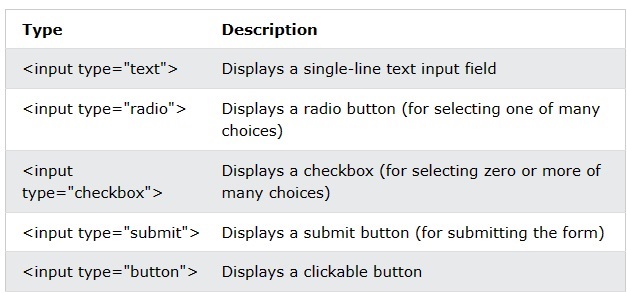 Type Description
<input type="text"> Displays a single-line text input field
<input type="radio"> Displays a radio button (for selecting one of many
choices)
<input Displays a checkbox (for selecting zero or more of
type="checkbox"> many choices)
<input type="submit"> Displays a submit button (for submitting the form)
<input type="button"> Displays a clickable button